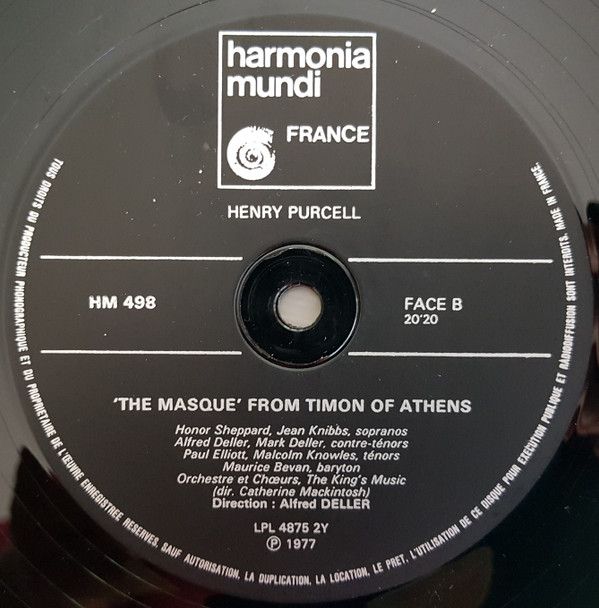 harmonia
mundi
FRANCE
HENRY PURCELL
HM 498
FACE B
20'20
'THE MASQUE' FROM TIMON OF ATHENS
Honor Sheppard, Jean Knibbs, sopranos
Alfred Deller, Mark Deller, contre-ténors
Paul Elliott, Malcolm Knowles, ténors
Maurice Bevan, baryton
Orchestre et Chœurs, The King's Music
(dir. Catherine Mackintosh)
Direction : Alfred DELLER
LPL 4875 2Y
Ⓟ 1977
TOUS DROITS DU PRODUCTEUR PHONOGRAPHIQUE ET DU PROPRIETAIRE DE L'ŒUVRE ENREGISTREE RESERVES, SAUF AUTORISATION, LA DUPLICATION, LA LOCATION, LE PRET, L'UTILISATION DE CE DISQUE POUR EXECUTION PUBLIQUE ET RADIODIFFUSION SONT INTERDITS. MADE IN FRANCE.